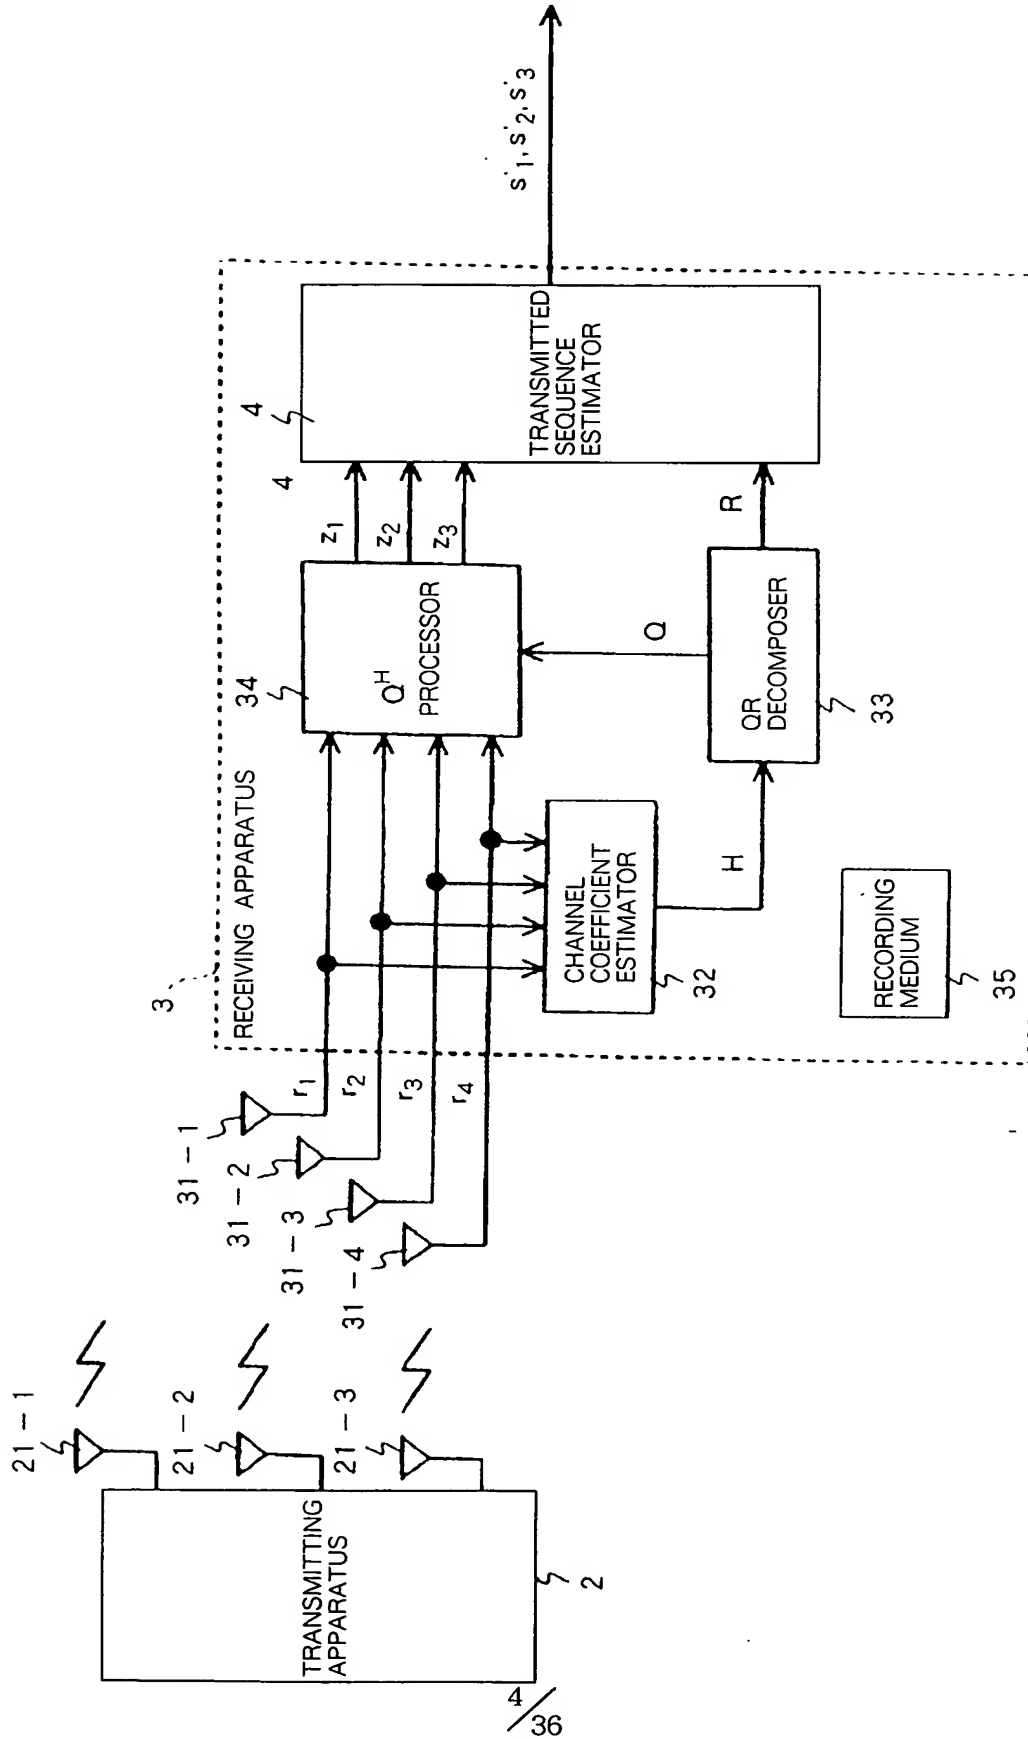 TRANSMITTING
APPARATUS
2
21 – 1
21 – 2
21 – 3
31 – 1
31 – 2
31 – 3
31 – 4
r1
r2
r3
r4
3
RECEIVING APPARATUS
CHANNEL
COEFFICIENT
ESTIMATOR
32
H
RECORDING
MEDIUM
35
34
QH
PROCESSOR
Q
QR
DECOMPOSER
33
R
z1
z2
z3
4
4
TRANSMITTED
SEQUENCE
ESTIMATOR
s'1, s'2, s'3
4/36